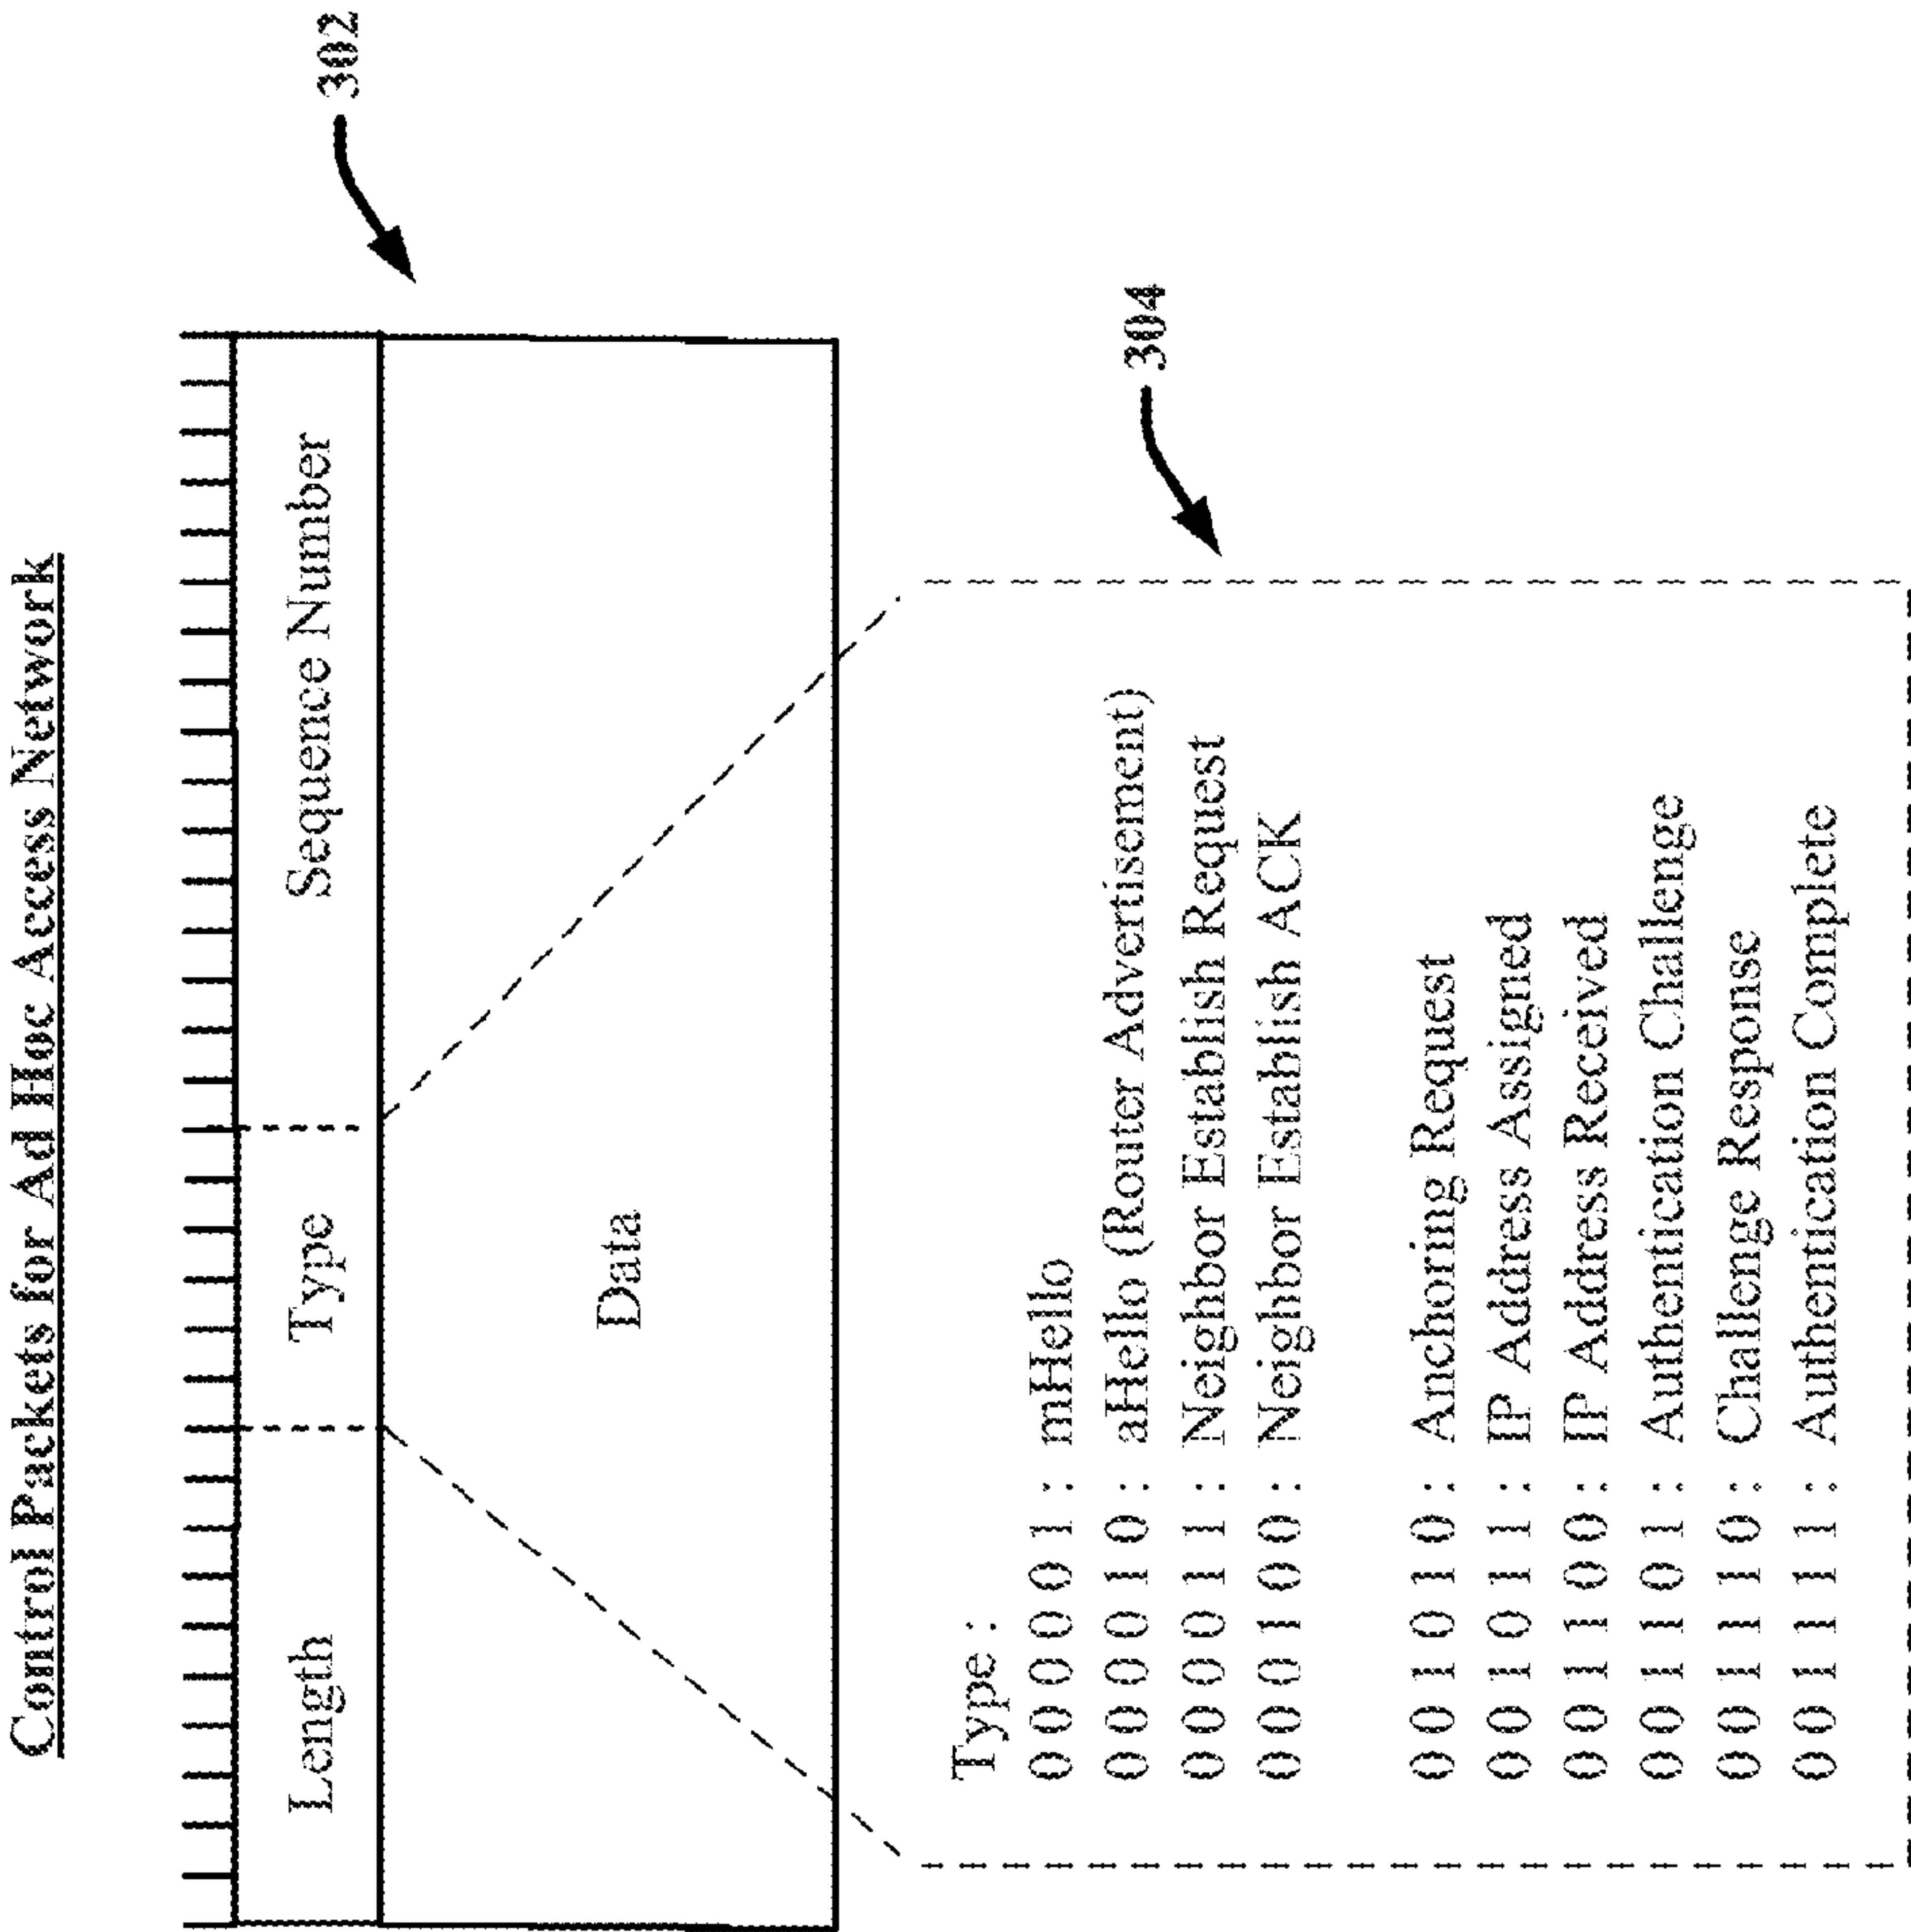 Control Packets for Ad Hoc Access Network
302
Length Type Sequence Number
Data
304
Type :
0 0 0 0 0 1 : mHello
0 0 0 0 1 0 : aHello (Router Advertisement)
0 0 0 0 1 1 : Neighbor Establish Request
0 0 0 1 0 0 : Neighbor Establish ACK
0 0 1 0 1 0 : Anchoring Request
0 0 1 0 1 1 : IP Address Assigned
0 0 1 1 0 0 : IP Address Received
0 0 1 1 0 1 : Authentication Challenge
0 0 1 1 1 0 : Challenge Response
0 0 1 1 1 1 : Authentication Complete